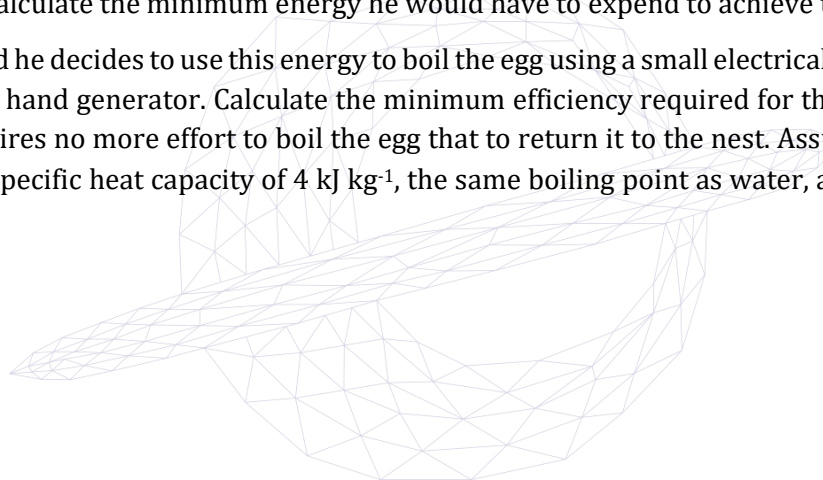 alculate the minimum energy he would have to expend to achieve
d he decides to use this energy to boil the egg using a small electrical
hand generator. Calculate the minimum efficiency required for th
ires no more effort to boil the egg that to return it to the nest. Ass
pecific heat capacity of 4 kJ kg-1, the same boiling point as water, a